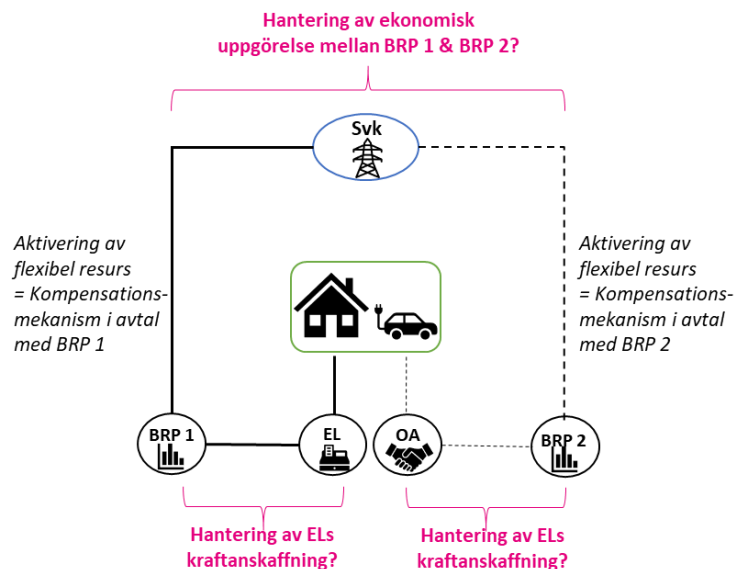 Hantering av ekonomisk
uppgörelse mellan BRP 1 & BRP 2?
Svk
Aktivering av
flexibel resurs
= Kompensations-
mekanism i avtal
med BRP 1
Aktivering av
flexibel resurs
= Kompensations-
mekanism i avtal
med BRP 2
BRP 1
EL
OA
BRP 2
Hantering av ELs
kraftanskaffning?
Hantering av ELs
kraftanskaffning?